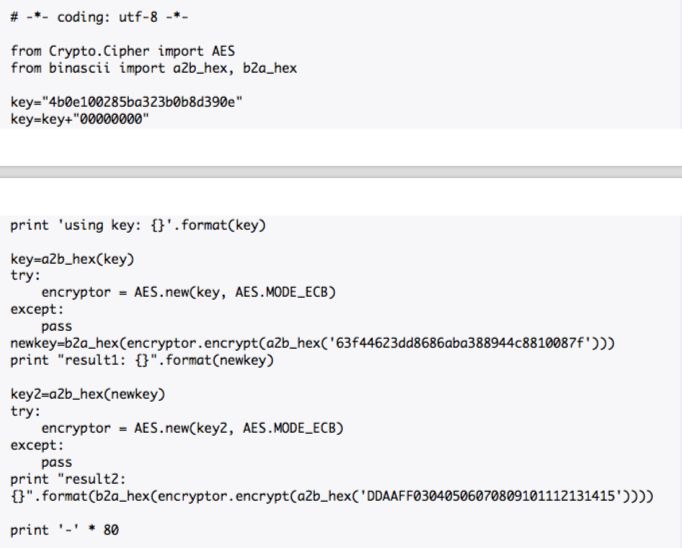 # -*- coding: utf-8 -*-
from Crypto.Cipher import AES
from binascii import a2b_hex, b2a_hex
key="4b0e100285ba323b0b8d390e"
key=key+"00000000"
print 'using key: {}'.format(key)
key=a2b_hex(key)
try:
    encryptor = AES.new(key, AES.MODE_ECB)
except:
    pass
newkey=b2a_hex(encryptor.encrypt(a2b_hex('63f44623dd8686aba388944c8810087f')))
print "result1: {}".format(newkey)
key2=a2b_hex(newkey)
try:
    encryptor = AES.new(key2, AES.MODE_ECB)
except:
    pass
print "result2:
{}".format(b2a_hex(encryptor.encrypt(a2b_hex('DDAAFF03040506070809101112131415'))))
print '-' * 80